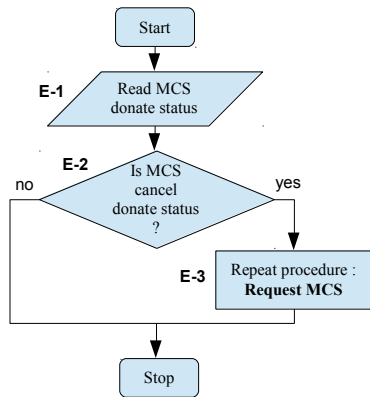 Start
E-1
Read MCS
donate status
E-2
Is MCS
cancel
donate status
?
no
yes
E-3
Repeat procedure :
Request MCS
Stop